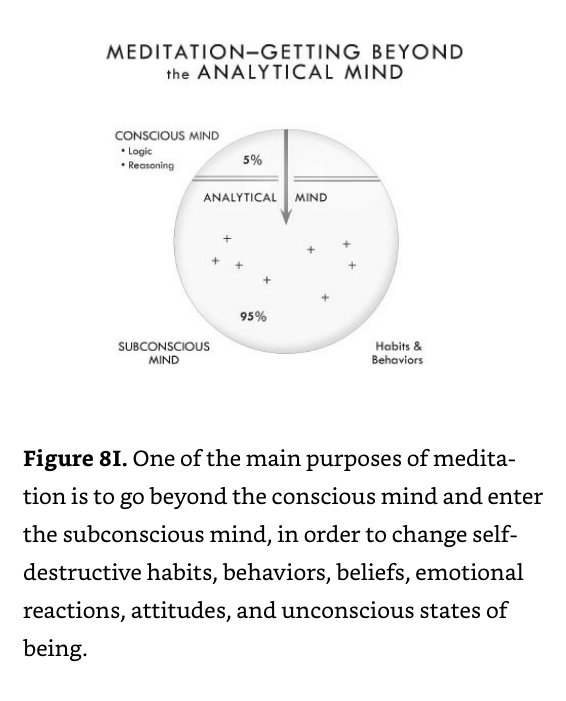 MEDITATION–GETTING BEYOND
the ANALYTICAL MIND
CONSCIOUS MIND
• Logic
• Reasoning
5%
ANALYTICAL MIND
95%
SUBCONSCIOUS
MIND
Habits &
Behaviors
Figure 8I. One of the main purposes of medita-
tion is to go beyond the conscious mind and enter
the subconscious mind, in order to change self-
destructive habits, behaviors, beliefs, emotional
reactions, attitudes, and unconscious states of
being.